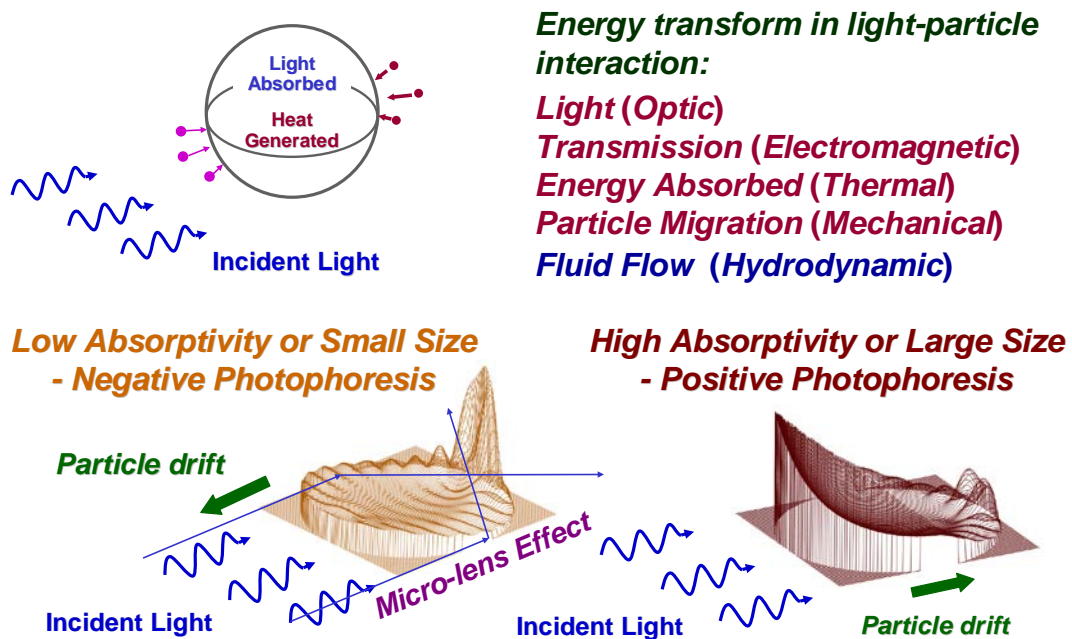 Light
Absorbed
Heat
Generated
Incident Light
Energy transform in light-particle
interaction:
Light (Optic)
Transmission (Electromagnetic)
Energy Absorbed (Thermal)
Particle Migration (Mechanical)
Fluid Flow (Hydrodynamic)
Low Absorptivity or Small Size
- Negative Photophoresis
Particle drift
Micro-lens Effect
Incident Light
High Absorptivity or Large Size
- Positive Photophoresis
Incident Light
Particle drift